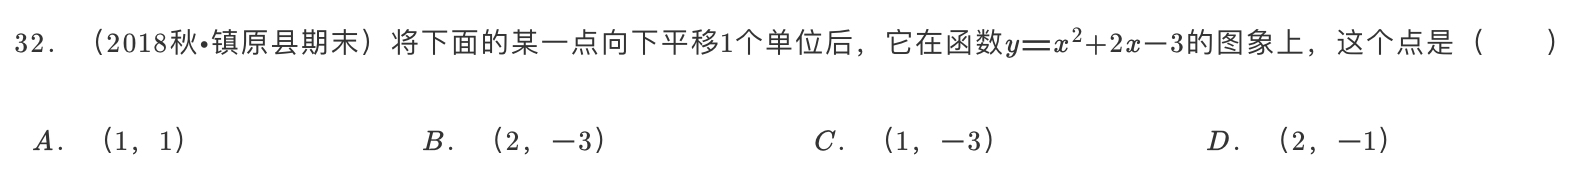 32. （2018秋•镇原县期末）将下面的某一点向下平移1个单位后，它在函数y=x²+2x−3的图象上，这个点是（　　）
A. （1，1） B. （2，−3） C. （1，−3） D. （2，−1）